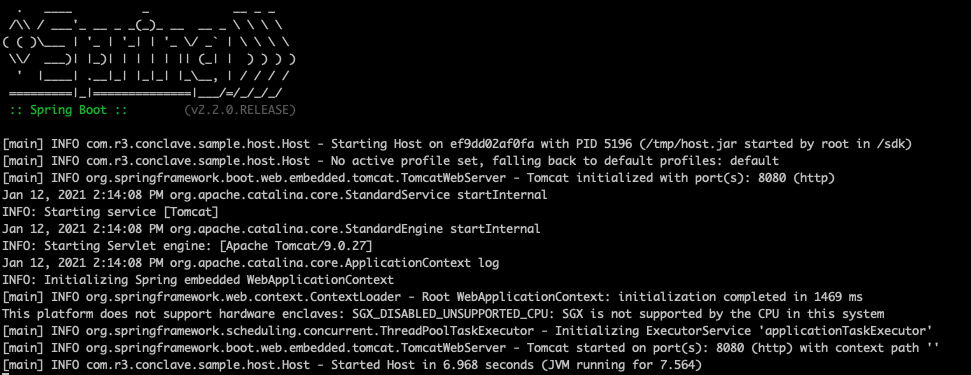 .   ____          _            __ _ _
 /\\ / ___'_ __ _ _(_)_ __  __ _ \ \ \ \
( ( )\___ | '_ | '_| | '_ \/ _` | \ \ \ \
 \\/  ___)| |_)| | | | | || (_| |  ) ) ) )
  '  |____| .__|_| |_|_| |_\__, | / / / /
 =========|_|==============|___/=/_/_/_/
 :: Spring Boot ::        (v2.2.0.RELEASE)
[main] INFO com.r3.conclave.sample.host.Host - Starting Host on ef9dd02af0fa with PID 5196 (/tmp/host.jar started by root in /sdk)
[main] INFO com.r3.conclave.sample.host.Host - No active profile set, falling back to default profiles: default
[main] INFO org.springframework.boot.web.embedded.tomcat.TomcatWebServer - Tomcat initialized with port(s): 8080 (http)
Jan 12, 2021 2:14:08 PM org.apache.catalina.core.StandardService startInternal
INFO: Starting service [Tomcat]
Jan 12, 2021 2:14:08 PM org.apache.catalina.core.StandardEngine startInternal
INFO: Starting Servlet engine: [Apache Tomcat/9.0.27]
Jan 12, 2021 2:14:08 PM org.apache.catalina.core.ApplicationContext log
INFO: Initializing Spring embedded WebApplicationContext
[main] INFO org.springframework.web.context.ContextLoader - Root WebApplicationContext: initialization completed in 1469 ms
This platform does not support hardware enclaves: SGX_DISABLED_UNSUPPORTED_CPU: SGX is not supported by the CPU in this system
[main] INFO org.springframework.scheduling.concurrent.ThreadPoolTaskExecutor - Initializing ExecutorService 'applicationTaskExecutor'
[main] INFO org.springframework.boot.web.embedded.tomcat.TomcatWebServer - Tomcat started on port(s): 8080 (http) with context path ''
[main] INFO com.r3.conclave.sample.host.Host - Started Host in 6.968 seconds (JVM running for 7.564)